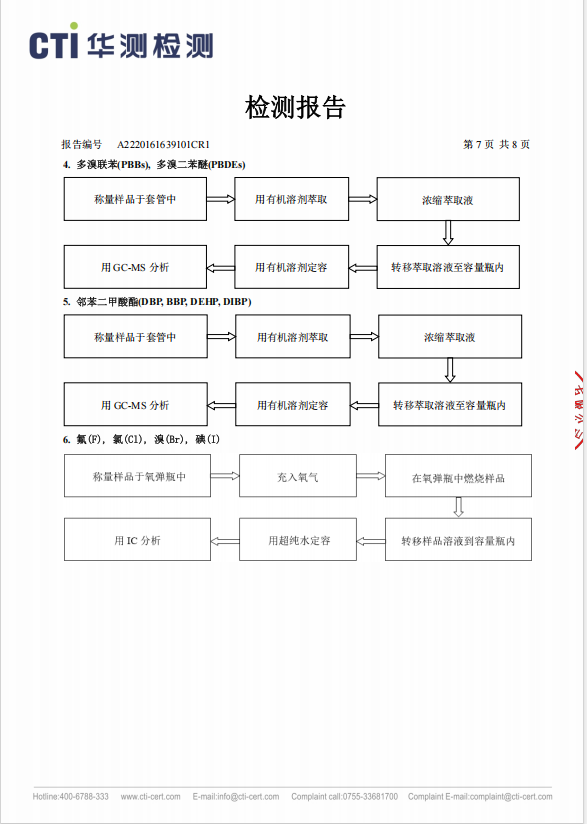 CTI 华测检测
检测报告
报告编号 A2220161639101CR1 第 7 页 共 8 页
4. 多溴联苯(PBBs), 多溴二苯醚(PBDEs)
称量样品于套管中 用有机溶剂萃取 浓缩萃取液
用 GC-MS 分析 用有机溶剂定容 转移萃取溶液至容量瓶内
5. 邻苯二甲酸酯(DBP, BBP, DEHP, DIBP)
称量样品于套管中 用有机溶剂萃取 浓缩萃取液
用 GC-MS 分析 用有机溶剂定容 转移萃取溶液至容量瓶内
6. 氟(F), 氯(Cl), 溴(Br), 碘(I)
称量样品于氧弹瓶中 充入氧气 在氧弹瓶中燃烧样品
用 IC 分析 用超纯水定容 转移样品溶液到容量瓶内
Hotline:400-6788-333 www.cti-cert.com E-mail:info@cti-cert.com Complaint call:0755-33681700 Complaint E-mail:complaint@cti-cert.com